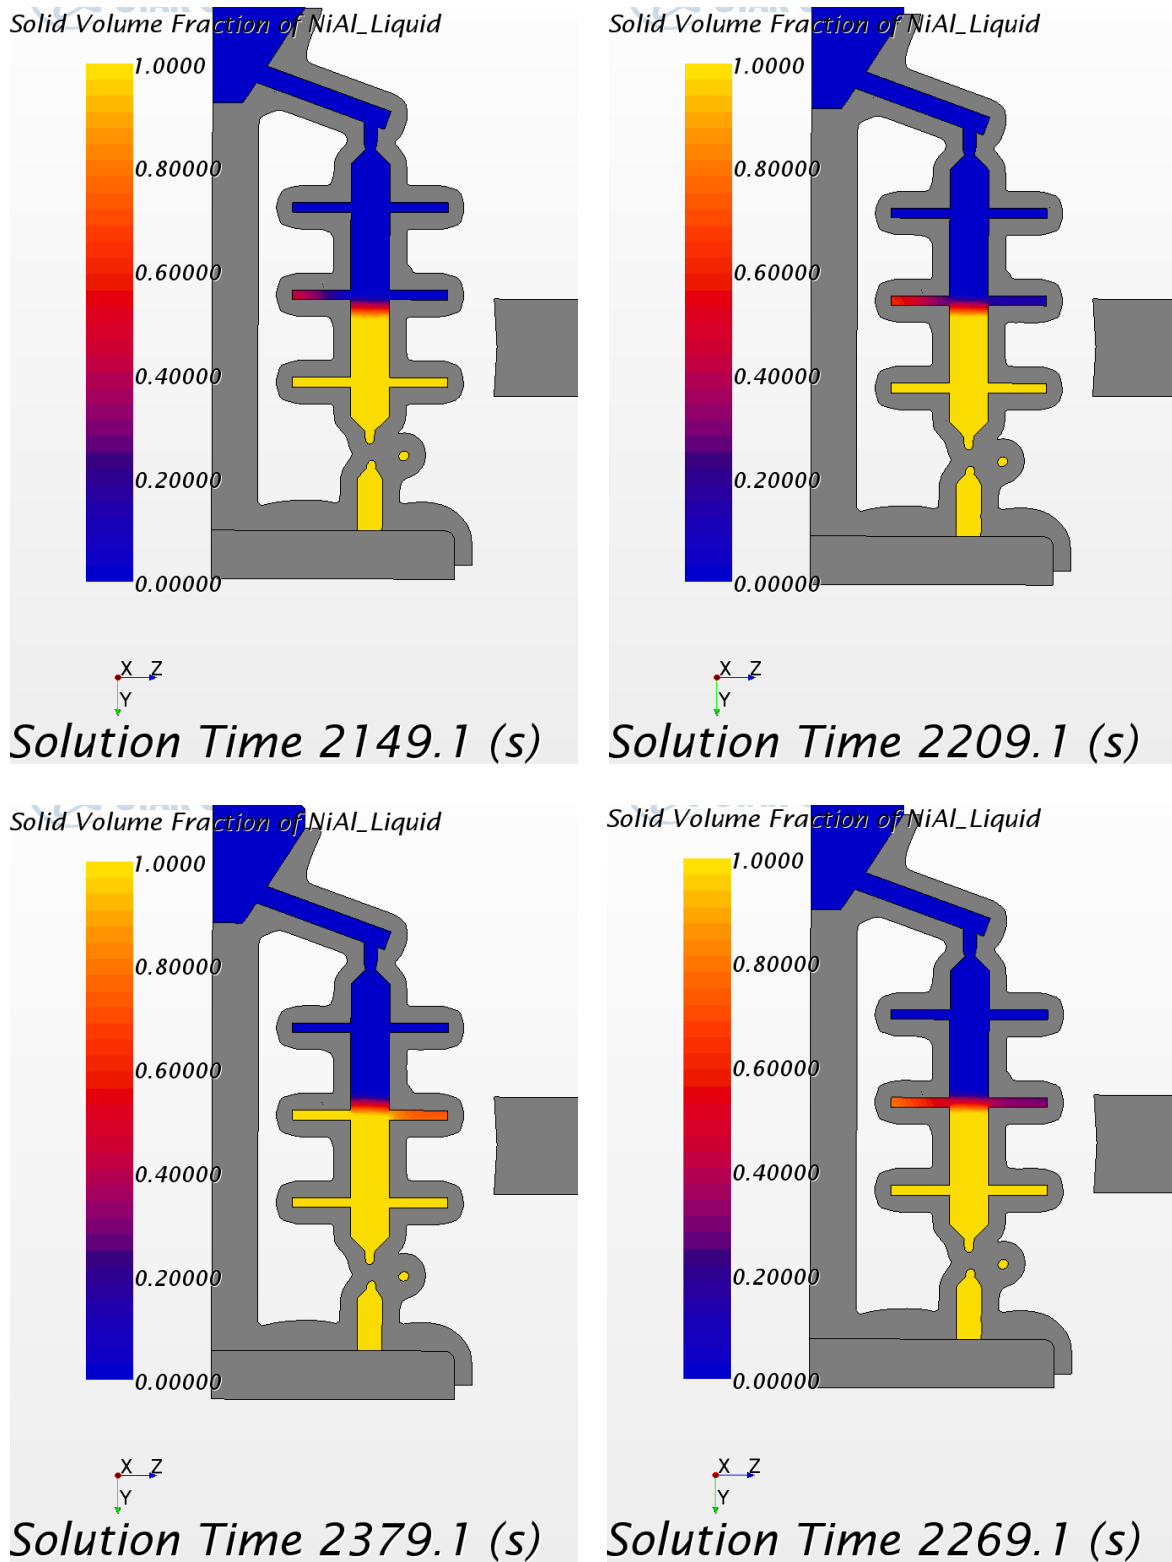 Solid Volume Fraction of NiAl_Liquid
1.0000
0.80000
0.60000
0.40000
0.20000
0.00000
X Z
Y
Solution Time 2149.1 (s)
Solid Volume Fraction of NiAl_Liquid
1.0000
0.80000
0.60000
0.40000
0.20000
0.00000
X Z
Y
Solution Time 2209.1 (s)
Solid Volume Fraction of NiAl_Liquid
1.0000
0.80000
0.60000
0.40000
0.20000
0.00000
X Z
Y
Solution Time 2379.1 (s)
Solid Volume Fraction of NiAl_Liquid
1.0000
0.80000
0.60000
0.40000
0.20000
0.00000
X Z
Y
Solution Time 2269.1 (s)